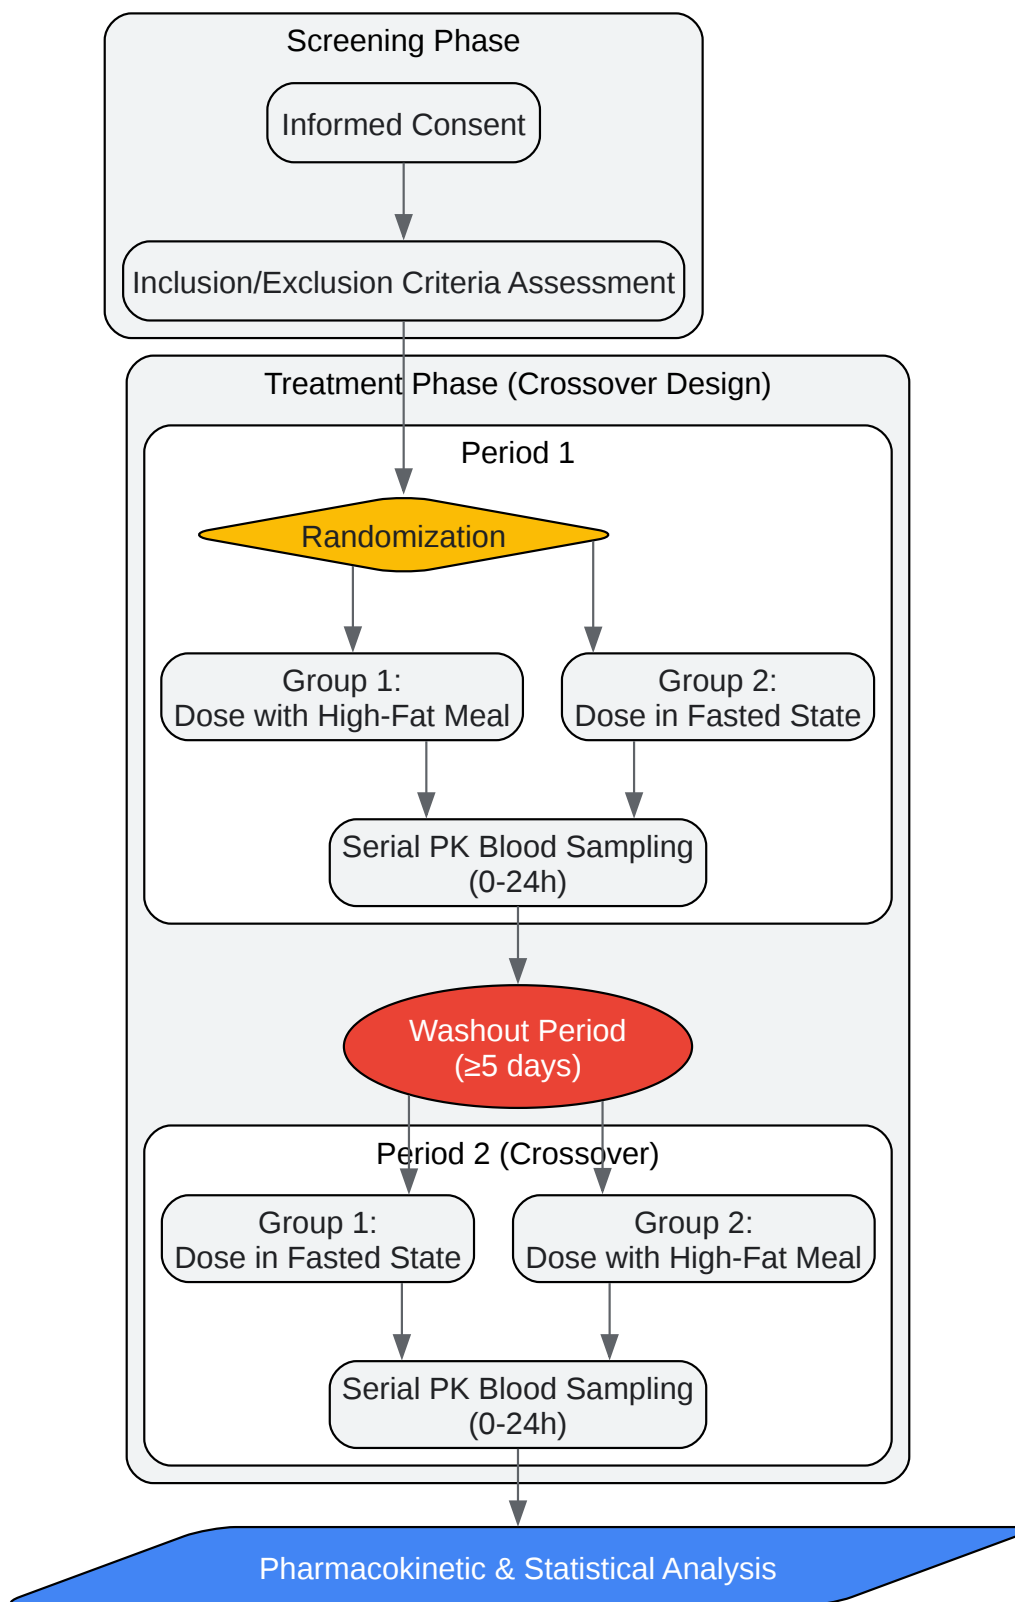 Screening Phase
Informed Consent
Inclusion/Exclusion Criteria Assessment
Treatment Phase (Crossover Design)
Period 1
Randomization
Group 1:
Dose with High-Fat Meal
Group 2:
Dose in Fasted State
Serial PK Blood Sampling
(0-24h)
Washout Period
(≥5 days)
Period 2 (Crossover)
Group 1:
Dose in Fasted State
Group 2:
Dose with High-Fat Meal
Serial PK Blood Sampling
(0-24h)
Pharmacokinetic & Statistical Analysis